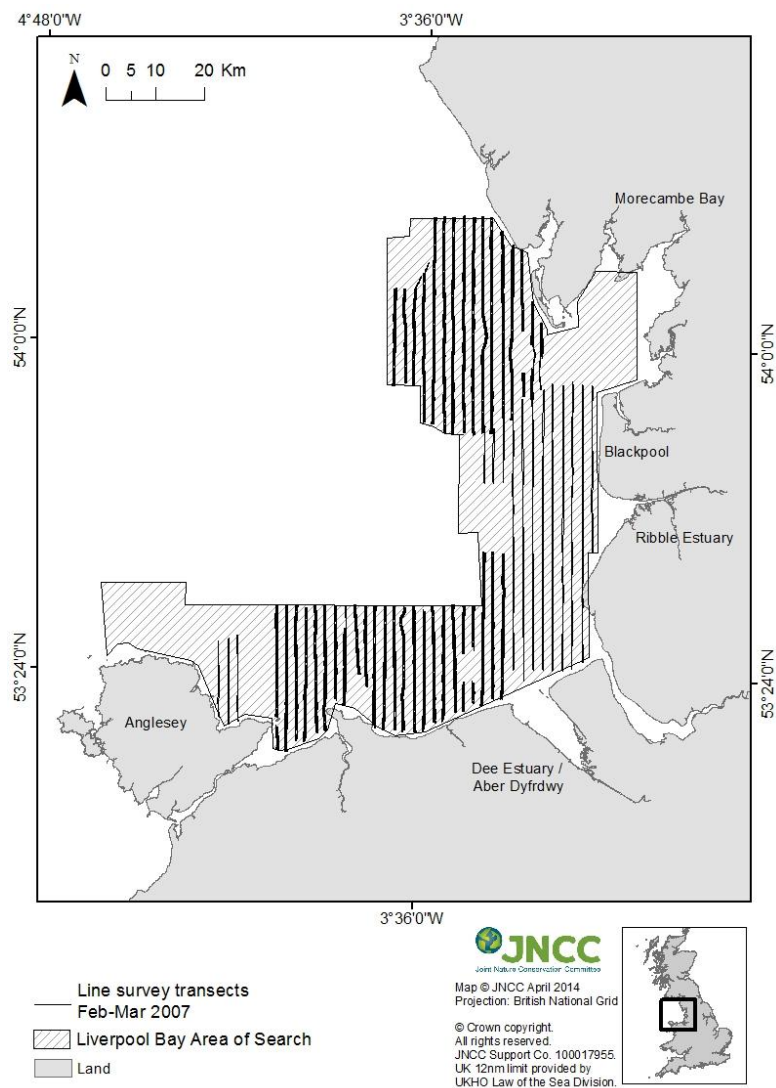 4°48'0"W
3°36'0"W
N
0 5 10 20 Km
Morecambe Bay
54°0'0"N
54°0'0"N
Blackpool
Ribble Estuary
53°24'0"N
53°24'0"N
Anglesey
Dee Estuary /
Aber Dyfrdwy
3°36'0"W
JNCC
Joint Nature Conservation Committee
Line survey transects
Feb-Mar 2007
Liverpool Bay Area of Search
Land
Map © JNCC April 2014
Projection: British National Grid
© Crown copyright.
All rights reserved.
JNCC Support Co. 100017955.
UK 12nm limit provided by
UKHO Law of the Sea Division.